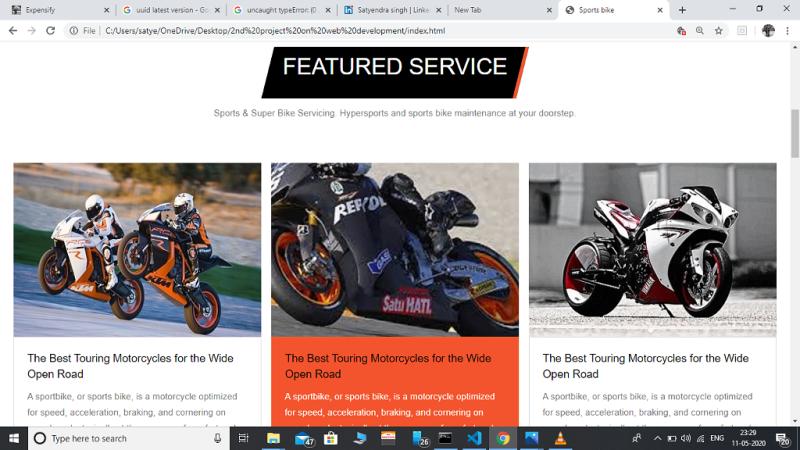 Expensify
uuid latest version - Go
uncaught typeError: (0
Satyendra singh | Linke
New Tab
Sports bike
File | C:/Users/satye/OneDrive/Desktop/2nd%20project%20on%20web%20development/index.html
FEATURED SERVICE
Sports & Super Bike Servicing. Hypersports and sports bike maintenance at your doorstep.
KTM
KTM
REPSOL
GAS
Satu HATI.
The Best Touring Motorcycles for the Wide
Open Road
A sportbike, or sports bike, is a motorcycle optimized
for speed, acceleration, braking, and cornering on
The Best Touring Motorcycles for the Wide
Open Road
A sportbike, or sports bike, is a motorcycle optimized
for speed, acceleration, braking, and cornering on
The Best Touring Motorcycles for the Wide
Open Road
A sportbike, or sports bike, is a motorcycle optimized
for speed, acceleration, braking, and cornering on
Type here to search
47
26
ENG
23:29
11-05-2020
20